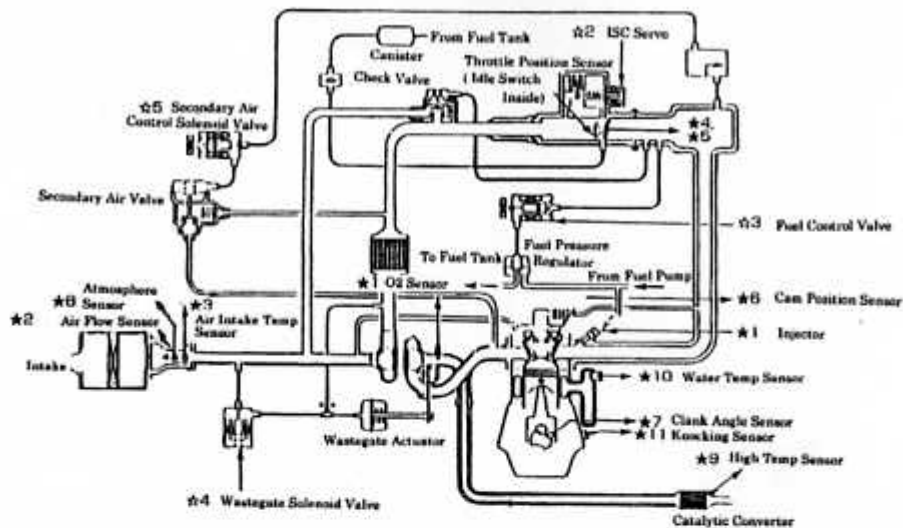 From Fuel Tank
Canister
☆2 ISC Servo
Throttle Position Sensor
( Idle Switch
Inside)
Check Valve
☆5 Secondary Air
Control Solenoid Valve
★4
★5
Secondary Air Valve
☆3 Fuel Control Valve
To Fuel Tank
Fuel Pressure
Regulator
From Fuel Pump
★1 O2 Sensor
★6 Cam Position Sensor
Atmosphere
★8 Sensor
★3
★2 Air Flow Sensor
Air Intake Temp
Sensor
★1 Injector
Intake
★10 Water Temp Sensor
★7 Clank Angle Sensor
★11 Knocking Sensor
Wastegate Actuator
★9 High Temp Sensor
☆4 Wastegate Solenoid Valve
Catalytic Converter